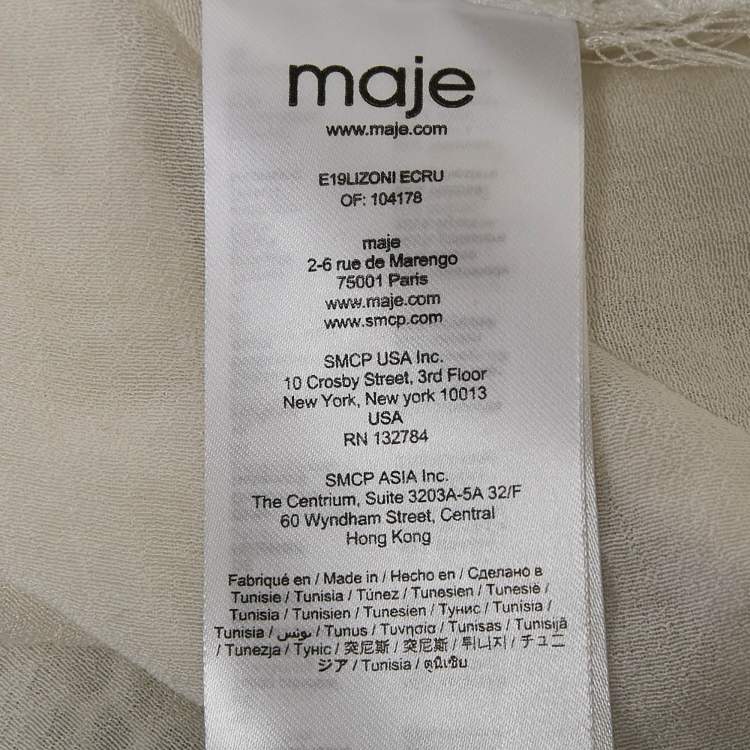 maje
www.maje.com
E19LIZONI ECRU
OF: 104178
maje
2-6 rue de Marengo
75001 Paris
www.maje.com
www.smcp.com
SMCP USA Inc.
10 Crosby Street, 3rd Floor
New York, New york 10013
USA
RN 132784
SMCP ASIA Inc.
The Centrium, Suite 3203A-5A 32/F
60 Wyndham Street, Central
Hong Kong
Fabriqué en / Made in / Hecho en / Сделано в
Tunisie / Tunisia / Túnez / Tunesien / Tunesië /
Tunisia / Tunisien / Tunesien / Тунис / Tunisia /
Tunisia / تونس / Tunus / Τυνησία / Tunisas / Tunisijā
/ Tunezja / Туніс / 突尼斯 / 突尼斯 / 튀니지 / チュニ
ジア / Tunisia / ตูนิเซีย